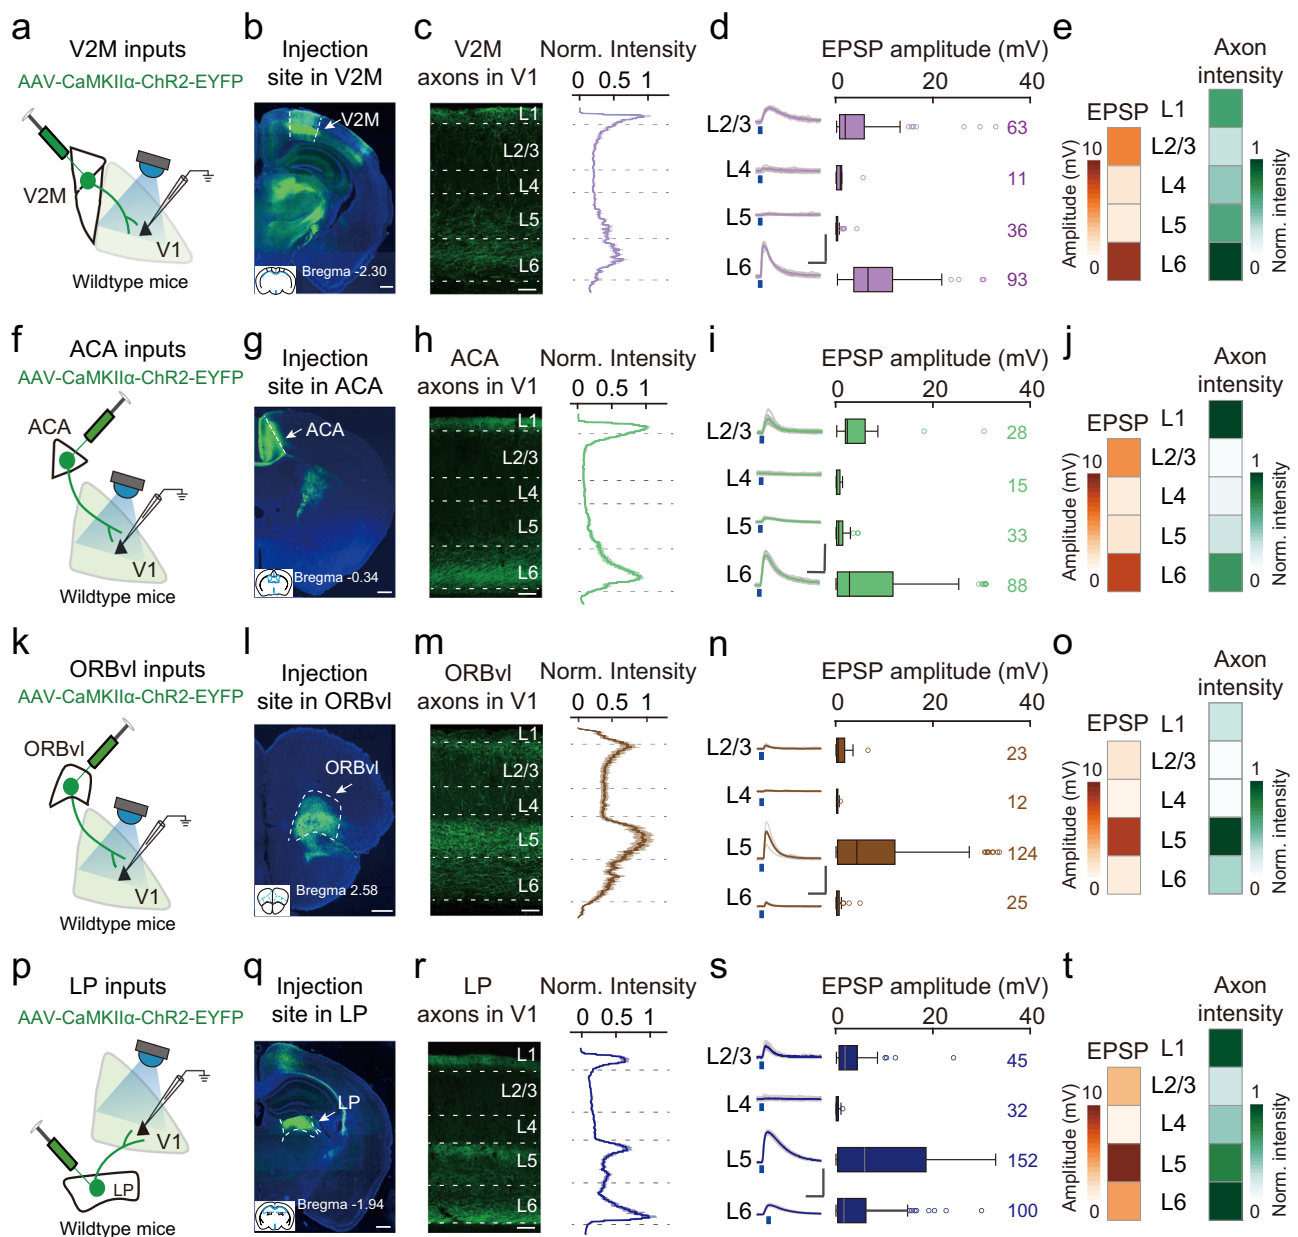 a
V2M inputs
AAV-CaMKIIα-ChR2-EYFP
V2M
V1
Wildtype mice
b
Injection
site in V2M
V2M
Bregma -2.30
c
V2M
axons in V1
L1
L2/3
L4
L5
L6
Norm. Intensity
0 0.5 1
d
EPSP amplitude (mV)
0 20 40
L2/3 63
L4 11
L5 36
L6 93
e
Axon
intensity
EPSP
L1
L2/3
L4
L5
L6
10
Amplitude (mV)
0
1
Norm. intensity
0
f
ACA inputs
AAV-CaMKIIα-ChR2-EYFP
ACA
V1
Wildtype mice
g
Injection
site in ACA
ACA
Bregma -0.34
h
ACA
axons in V1
L1
L2/3
L4
L5
L6
Norm. Intensity
0 0.5 1
i
EPSP amplitude (mV)
0 20 40
L2/3 28
L4 15
L5 33
L6 88
j
Axon
intensity
EPSP
L1
L2/3
L4
L5
L6
10
Amplitude (mV)
0
1
Norm. intensity
0
k
ORBvl inputs
AAV-CaMKIIα-ChR2-EYFP
ORBvl
V1
Wildtype mice
l
Injection
site in ORBvl
ORBvl
Bregma 2.58
m
ORBvl
axons in V1
L1
L2/3
L4
L5
L6
Norm. Intensity
0 0.5 1
n
EPSP amplitude (mV)
0 20 40
L2/3 23
L4 12
L5 124
L6 25
o
Axon
intensity
EPSP
L1
L2/3
L4
L5
L6
10
Amplitude (mV)
0
1
Norm. intensity
0
p
LP inputs
AAV-CaMKIIα-ChR2-EYFP
V1
LP
Wildtype mice
q
Injection
site in LP
LP
Bregma -1.94
r
LP
axons in V1
L1
L2/3
L4
L5
L6
Norm. Intensity
0 0.5 1
s
EPSP amplitude (mV)
0 20 40
L2/3 45
L4 32
L5 152
L6 100
t
Axon
intensity
EPSP
L1
L2/3
L4
L5
L6
10
Amplitude (mV)
0
1
Norm. intensity
0